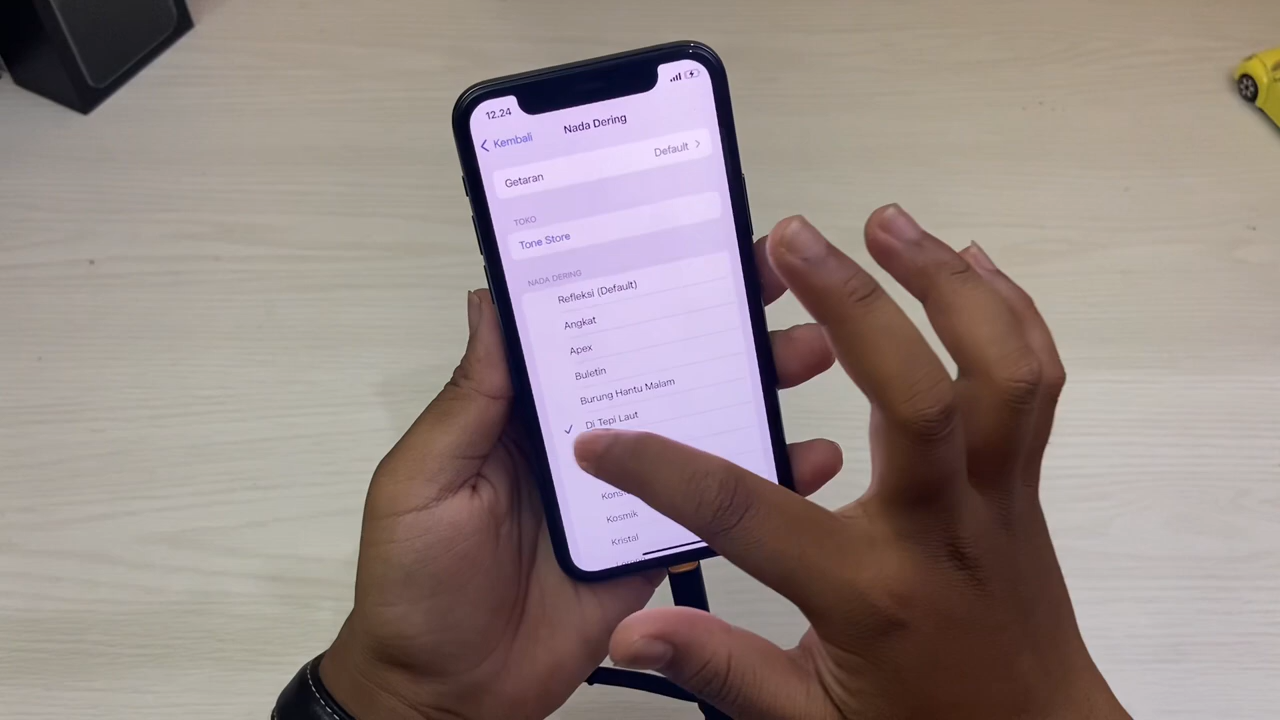 12.24
Kembali
Nada Dering
Getaran
Default
TOKO
Tone Store
NADA DERING
Refleksi (Default)
Angkat
Apex
Buletin
Burung Hantu Malam
Di Tepi Laut
Kosmik
Kristal